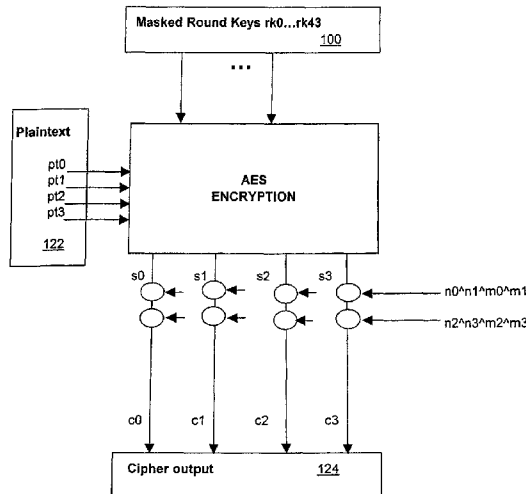 Masked Round Keys rk0...rk43
100
...
Plaintext
pt0
pt1
pt2
pt3
122
AES
ENCRYPTION
s0 s1 s2 s3
n0^n1^m0^m1
n2^n3^m2^m3
c0 c1 c2 c3
Cipher output 124